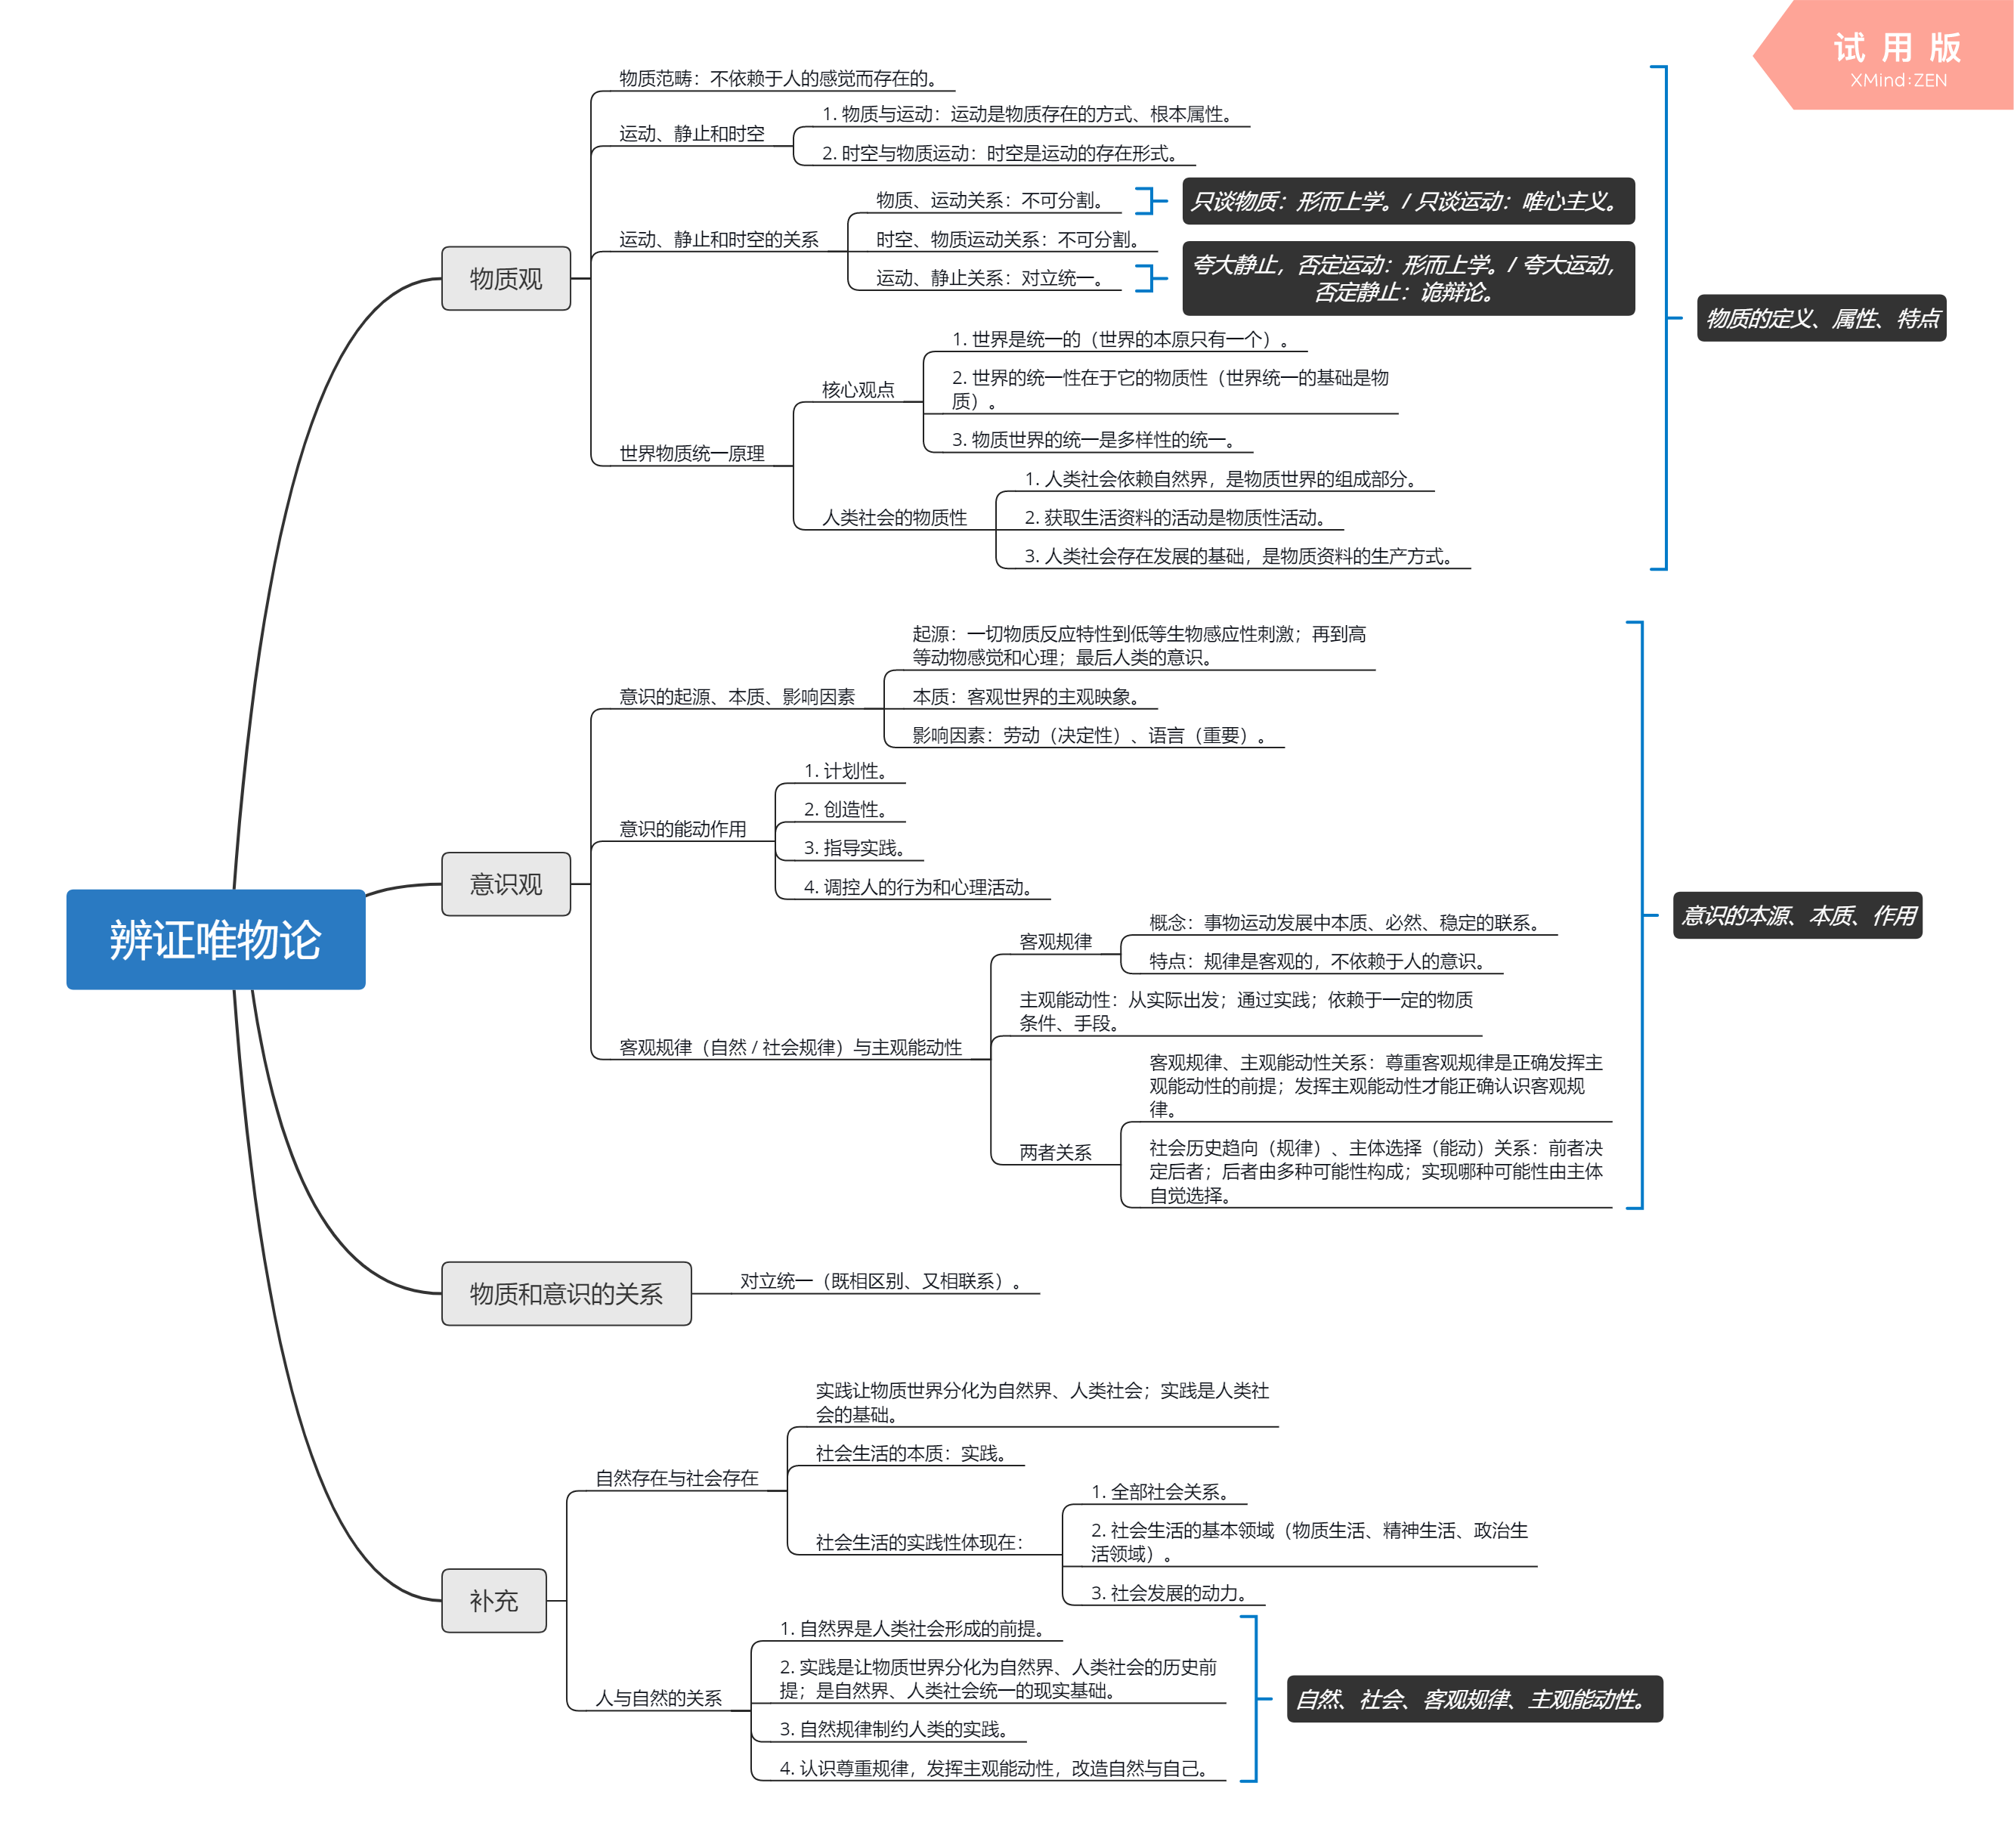 试用版
XMind:ZEN
辨证唯物论
物质观
物质范畴：不依赖于人的感觉而存在的。
运动、静止和时空
1. 物质与运动：运动是物质存在的方式、根本属性。
2. 时空与物质运动：时空是运动的存在形式。
运动、静止和时空的关系
物质、运动关系：不可分割。
只谈物质：形而上学。/ 只谈运动：唯心主义。
时空、物质运动关系：不可分割。
运动、静止关系：对立统一。
夸大静止，否定运动：形而上学。/ 夸大运动，
否定静止：诡辩论。
世界物质统一原理
核心观点
1. 世界是统一的（世界的本原只有一个）。
2. 世界的统一性在于它的物质性（世界统一的基础是物
质）。
3. 物质世界的统一是多样性的统一。
人类社会的物质性
1. 人类社会依赖自然界，是物质世界的组成部分。
2. 获取生活资料的活动是物质性活动。
3. 人类社会存在发展的基础，是物质资料的生产方式。
物质的定义、属性、特点
意识观
意识的起源、本质、影响因素
起源：一切物质反应特性到低等生物感应性刺激；再到高
等动物感觉和心理；最后人类的意识。
本质：客观世界的主观映象。
影响因素：劳动（决定性）、语言（重要）。
意识的能动作用
1. 计划性。
2. 创造性。
3. 指导实践。
4. 调控人的行为和心理活动。
客观规律（自然 / 社会规律）与主观能动性
客观规律
概念：事物运动发展中本质、必然、稳定的联系。
特点：规律是客观的，不依赖于人的意识。
主观能动性：从实际出发；通过实践；依赖于一定的物质
条件、手段。
两者关系
客观规律、主观能动性关系：尊重客观规律是正确发挥主
观能动性的前提；发挥主观能动性才能正确认识客观规
律。
社会历史趋向（规律）、主体选择（能动）关系：前者决
定后者；后者由多种可能性构成；实现哪种可能性由主体
自觉选择。
意识的本源、本质、作用
物质和意识的关系
对立统一（既相区别、又相联系）。
补充
自然存在与社会存在
实践让物质世界分化为自然界、人类社会；实践是人类社
会的基础。
社会生活的本质：实践。
社会生活的实践性体现在：
1. 全部社会关系。
2. 社会生活的基本领域（物质生活、精神生活、政治生
活领域）。
3. 社会发展的动力。
人与自然的关系
1. 自然界是人类社会形成的前提。
2. 实践是让物质世界分化为自然界、人类社会的历史前
提；是自然界、人类社会统一的现实基础。
3. 自然规律制约人类的实践。
4. 认识尊重规律，发挥主观能动性，改造自然与自己。
自然、社会、客观规律、主观能动性。